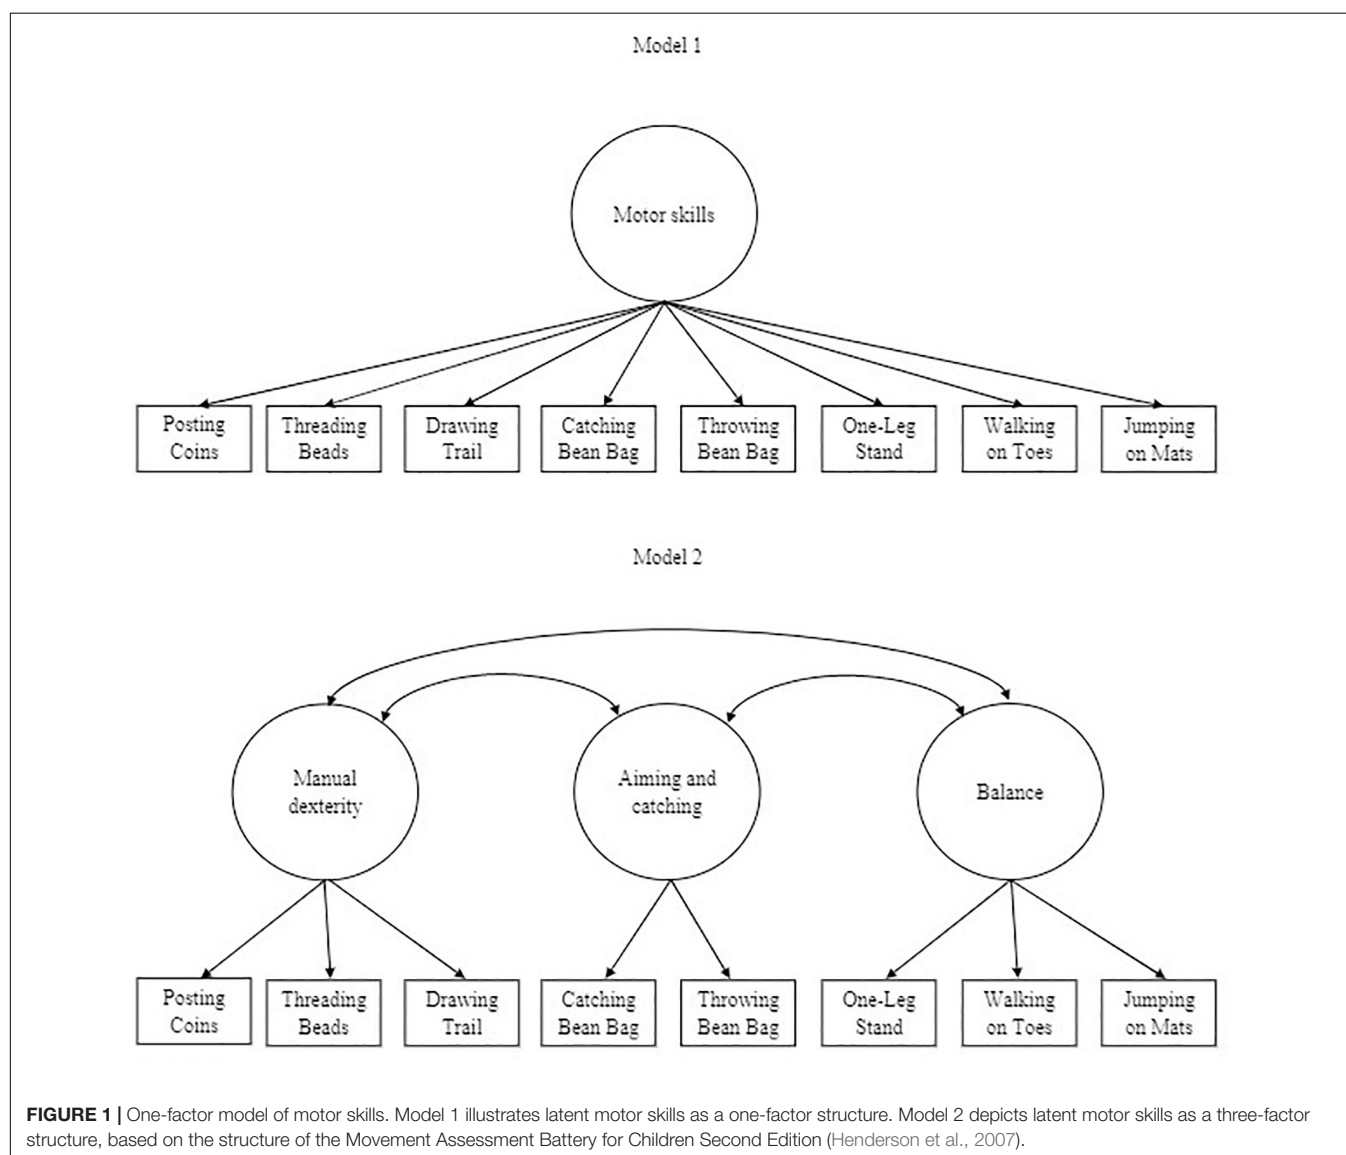 Model 1
Motor skills
Posting
Coins
Threading
Beads
Drawing
Trail
Catching
Bean Bag
Throwing
Bean Bag
One-Leg
Stand
Walking
on Toes
Jumping
on Mats
Model 2
Manual
dexterity
Aiming and
catching
Balance
Posting
Coins
Threading
Beads
Drawing
Trail
Catching
Bean Bag
Throwing
Bean Bag
One-Leg
Stand
Walking
on Toes
Jumping
on Mats
FIGURE 1 | One-factor model of motor skills. Model 1 illustrates latent motor skills as a one-factor structure. Model 2 depicts latent motor skills as a three-factor
structure, based on the structure of the Movement Assessment Battery for Children Second Edition (Henderson et al., 2007).